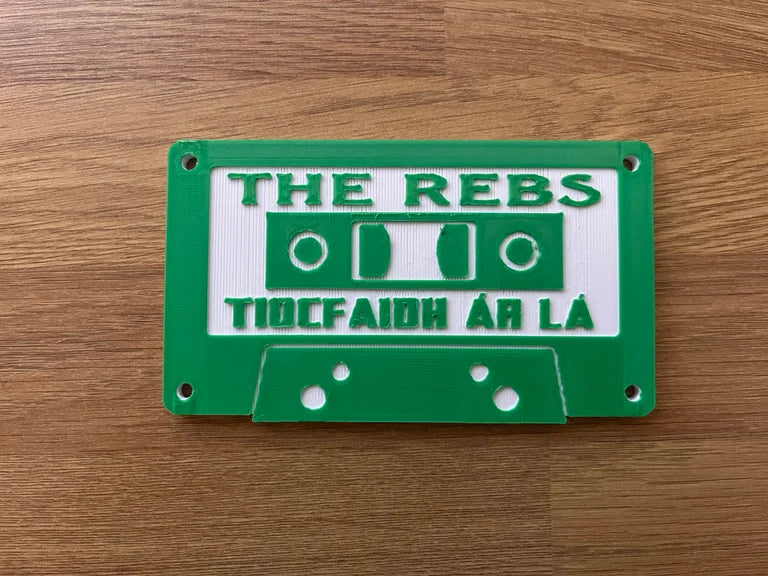 THE REBS
TIOCFAIDH ÁR LÁ